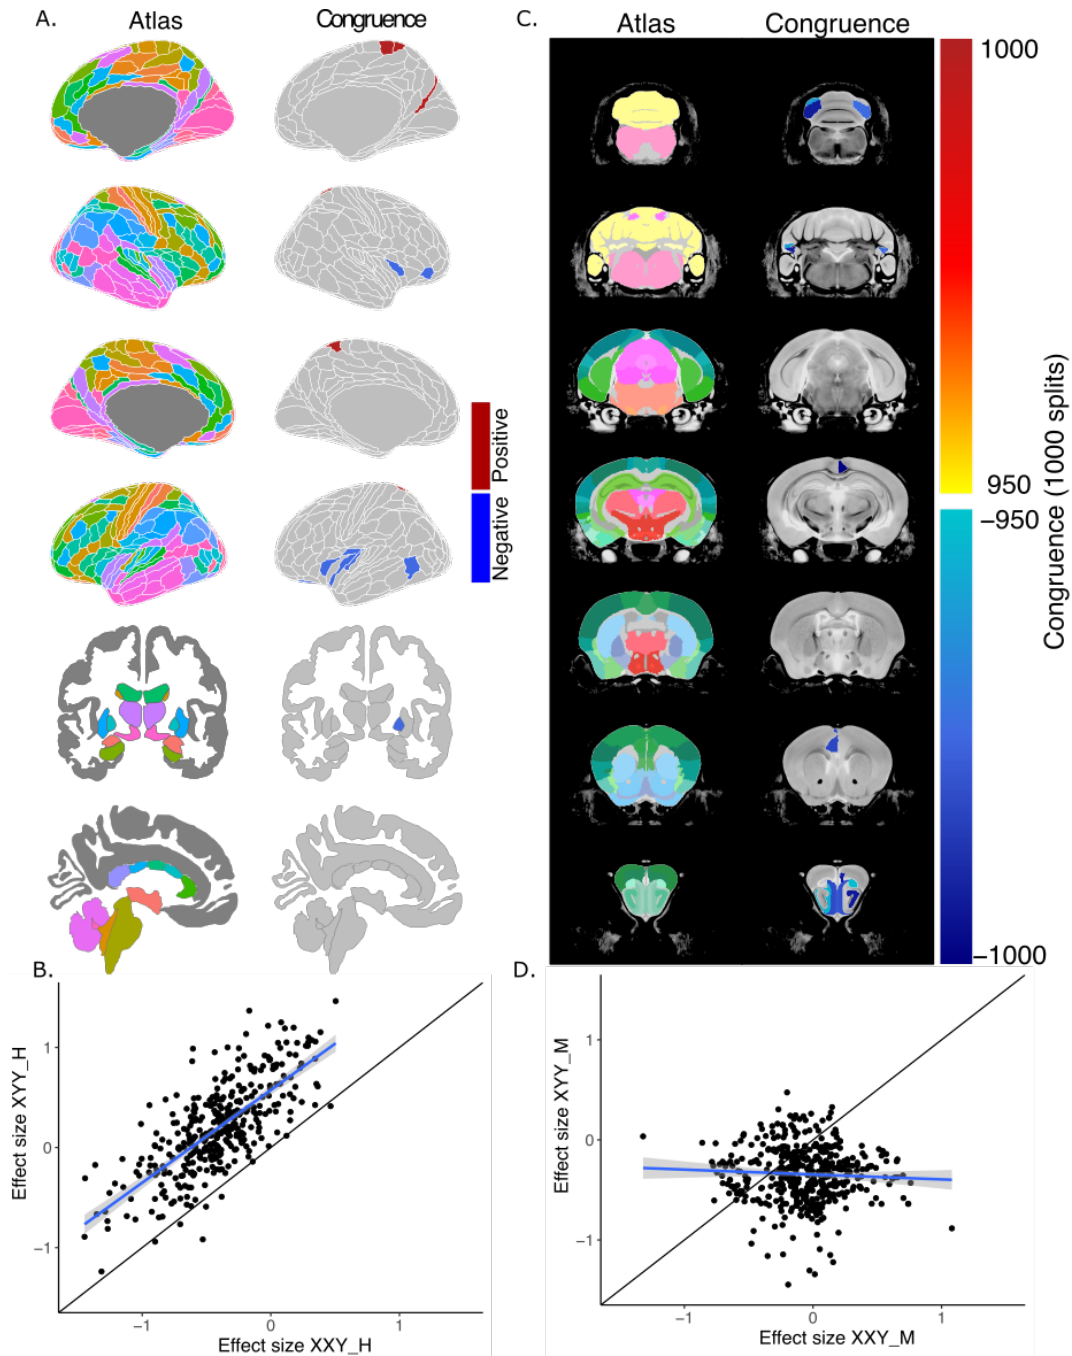 A.
Atlas
Congruence
Positive
Negative
C.
Atlas
Congruence
1000
950
−950
−1000
Congruence (1000 splits)
B.
Effect size XYY_H
1
0
−1
−1
0
1
Effect size XXY_H
D.
Effect size XYY_M
1
0
−1
−1
0
1
Effect size XXY_M